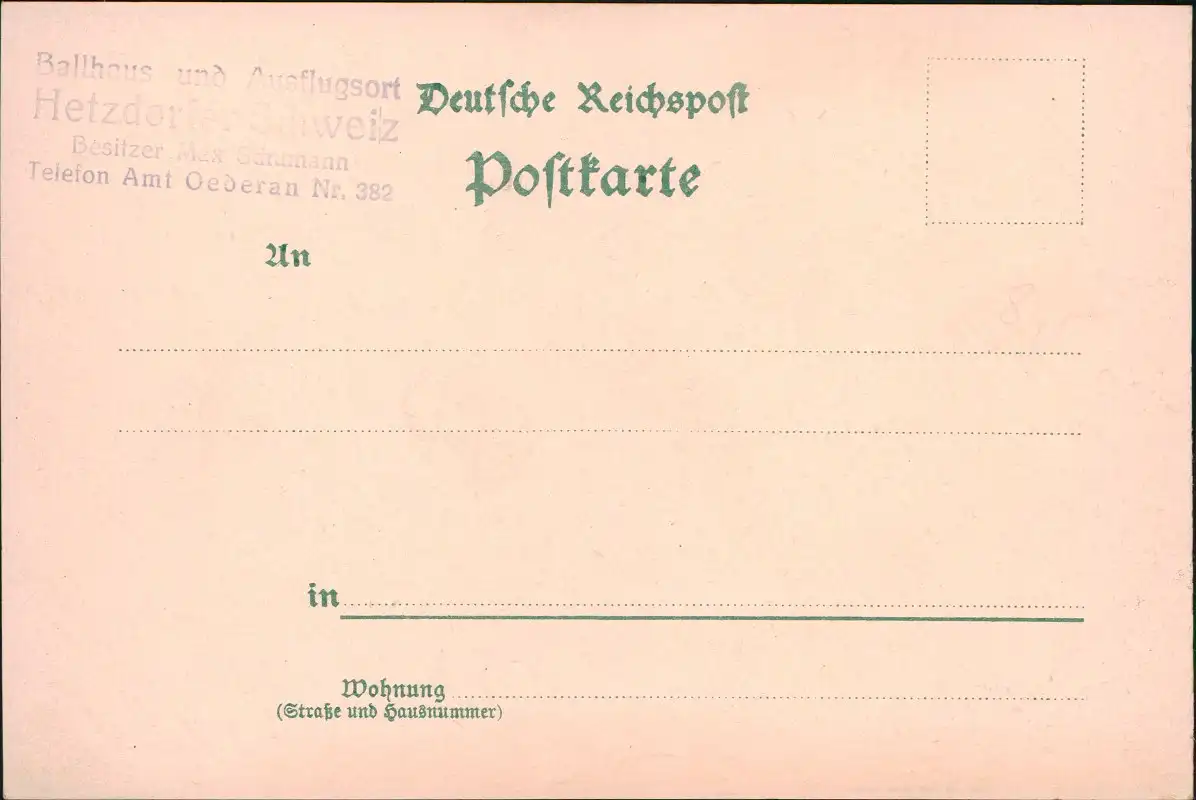 Ballhaus und Ausflugsort
Hetzdorfer Schweiz
Besitzer Max
Telefon Amt Oederan Nr. 382
Deutsche Reichspost
Postkarte
An
in
Wohnung
(Straße und Hausnummer)